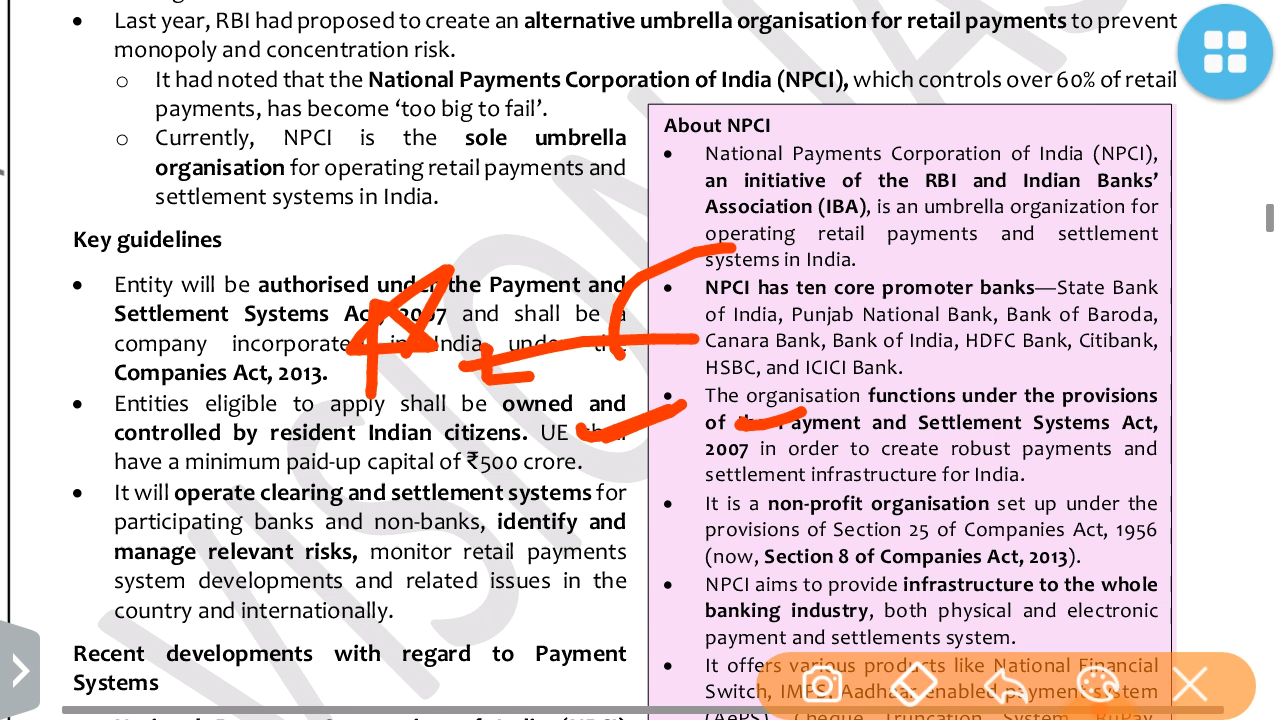 • Last year, RBI had proposed to create an alternative umbrella organisation for retail payments to prevent
monopoly and concentration risk.
o It had noted that the National Payments Corporation of India (NPCI), which controls over 60% of retail
payments, has become ‘too big to fail’.
o Currently, NPCI is the sole umbrella
organisation for operating retail payments and
settlement systems in India.
Key guidelines
• Entity will be authorised under the Payment and
Settlement Systems Act, 2007 and shall be a
company incorporated in India under the
Companies Act, 2013.
• Entities eligible to apply shall be owned and
controlled by resident Indian citizens. UE shall
have a minimum paid-up capital of ₹500 crore.
• It will operate clearing and settlement systems for
participating banks and non-banks, identify and
manage relevant risks, monitor retail payments
system developments and related issues in the
country and internationally.
Recent developments with regard to Payment
Systems
About NPCI
• National Payments Corporation of India (NPCI),
an initiative of the RBI and Indian Banks’
Association (IBA), is an umbrella organization for
operating retail payments and settlement
systems in India.
• NPCI has ten core promoter banks—State Bank
of India, Punjab National Bank, Bank of Baroda,
Canara Bank, Bank of India, HDFC Bank, Citibank,
HSBC, and ICICI Bank.
• The organisation functions under the provisions
of the Payment and Settlement Systems Act,
2007 in order to create robust payments and
settlement infrastructure for India.
• It is a non-profit organisation set up under the
provisions of Section 25 of Companies Act, 1956
(now, Section 8 of Companies Act, 2013).
• NPCI aims to provide infrastructure to the whole
banking industry, both physical and electronic
payment and settlements system.
• It offers various products like National Financial
Switch, IMPS, Aadhaar enabled payment system
(AePS), Cheque Truncation System, RuPay,